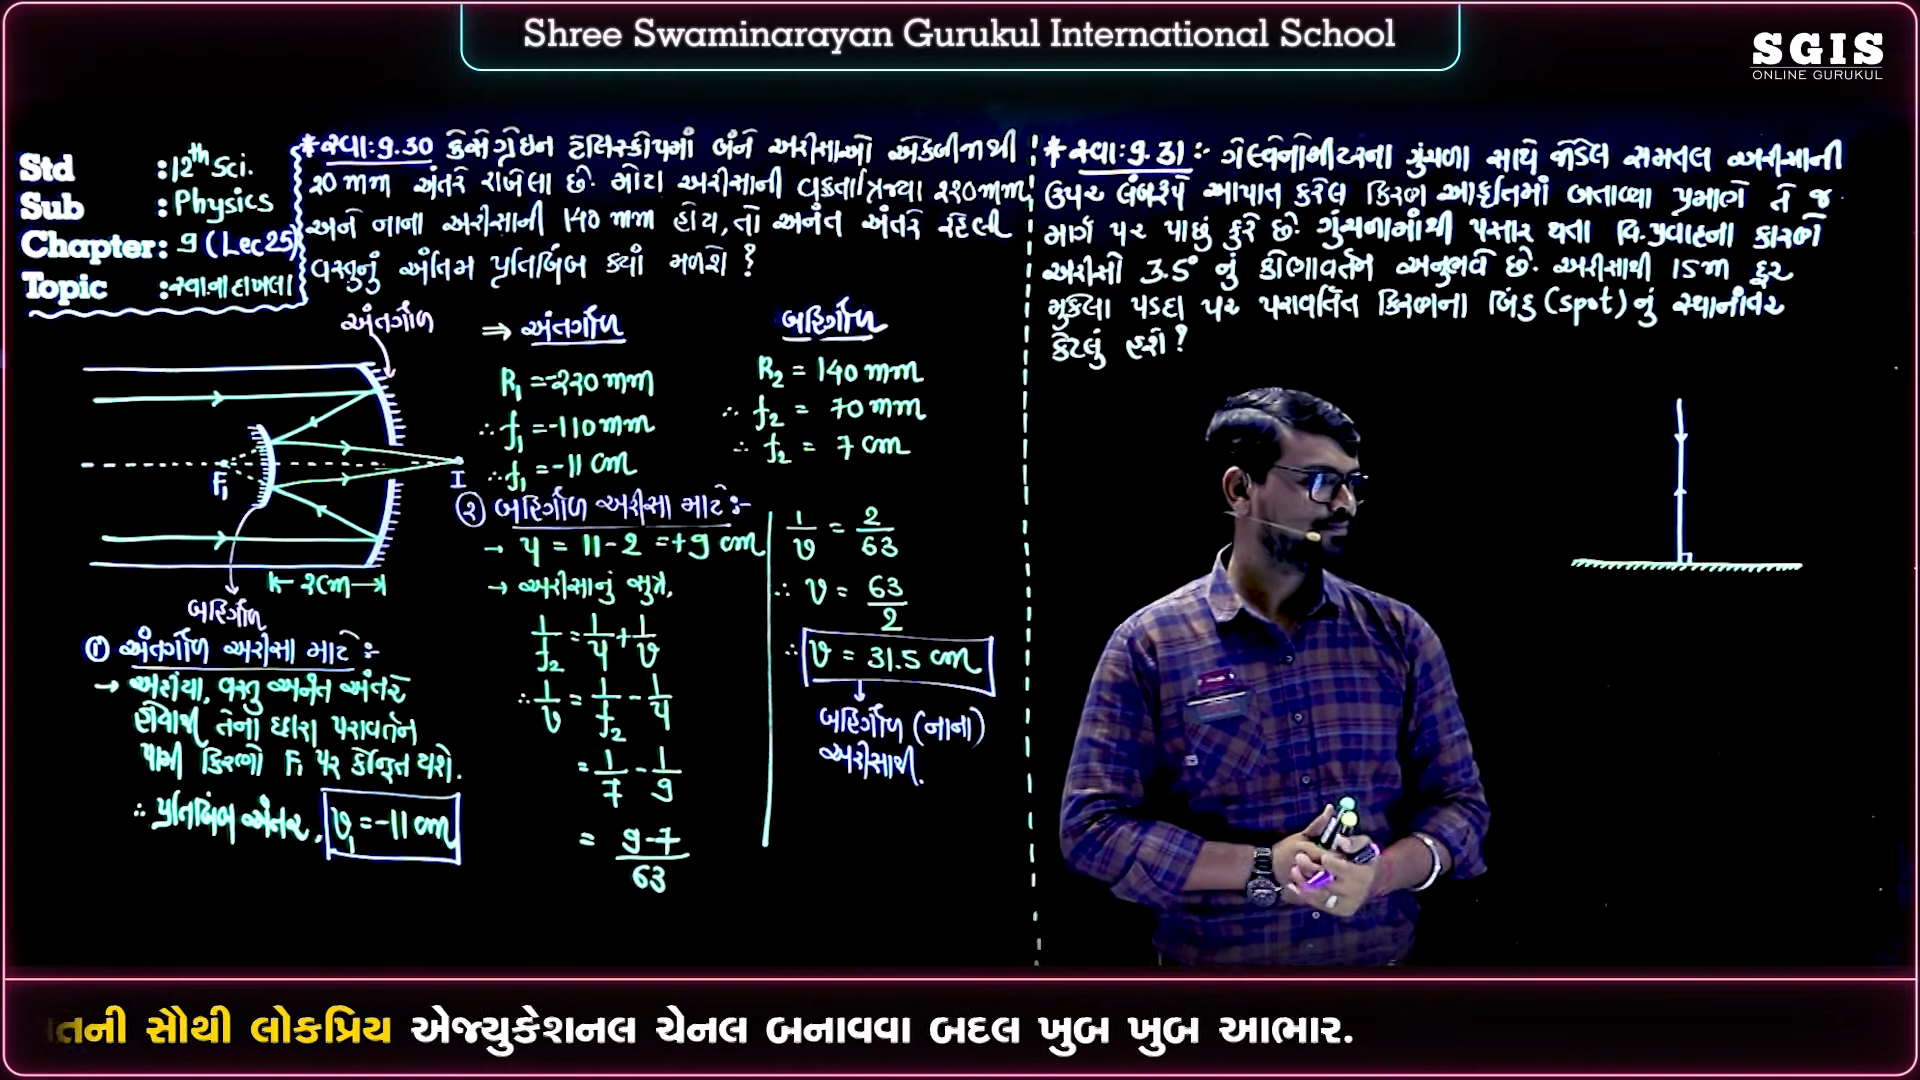 Shree Swaminarayan Gurukul International School
SGIS
ONLINE GURUKUL
Std : 12th Sci.
Sub : Physics
Chapter : 9 (Lec 25)
Topic : સ્વા.ના દાખલા
* સ્વા: 9.30 કેસેગ્રેઇન ટેલિસ્કોપમાં બંને અરીસાઓ એકબીજાથી
૨૦ mm અંતરે રાખેલા છે. મોટા અરીસાની વક્રતાત્રિજ્યા ૨૨૦mm
અને નાના અરીસાની 140 mm હોય, તો અનંત અંતરે રહેલી
વસ્તુનું અંતિમ પ્રતિબિંબ ક્યાં મળશે ?
અંતર્ગોળ
F₁
I
૨cm
બહિર્ગોળ
① અંતર્ગોળ અરીસા માટે :-
→ અહીંયા, વસ્તુ અનંત અંતરે
હોવાથી તેના દ્વારા પરાવર્તન
પામી કિરણો F₁ પર કેન્દ્રિત થશે.
∴ પ્રતિબિંબ અંતર, v₁ = -11 cm
⇒ અંતર્ગોળ
R₁ = -૨૨૦ mm
∴ f₁ = -110 mm
∴ f₁ = -11 cm
બહિર્ગોળ
R₂ = 140 mm
∴ f₂ = 70 mm
∴ f₂ = 7 cm
② બહિર્ગોળ અરીસા માટે :-
→ u = 11 - 2 = +9 cm
→ અરીસાનું સુત્ર,
1/f₂ = 1/u + 1/v
∴ 1/v = 1/f₂ - 1/u
= 1/7 - 1/9
= 9-7/63
1/v = 2/63
∴ v = 63/2
∴ v = 31.5 cm
બહિર્ગોળ (નાના)
અરીસાથી.
* સ્વા: 9.31 :- ગેલ્વેનોમીટરના ગુંચળા સાથે જોડેલ સમતલ અરીસાની
ઉપર લંબરૂપે આપાત કરેલ કિરણ આકૃતિમાં બતાવ્યા પ્રમાણે તે જ
માર્ગ પર પાછું ફરે છે. ગુંચળામાંથી પસાર થતા વિ.પ્રવાહના કારણે
અરીસો 3.5° નું કોણાવર્તન અનુભવે છે. અરીસાથી 1.5m દૂર
મુકેલા પડદા પર પરાવર્તિત કિરણના બિંદુ (spot) નું સ્થાનાંતર
કેટલું હશે ?
તની સૌથી લોકપ્રિય એજ્યુકેશનલ ચેનલ બનાવવા બદલ ખુબ ખુબ આભાર.